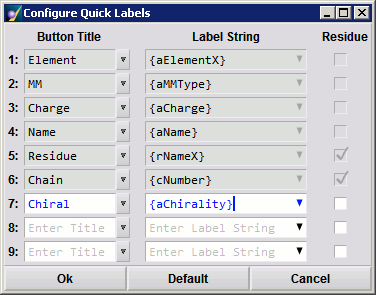 Configure Quick Labels
Button Title Label String Residue
1: Element {aElementX}
2: MM {aMMType}
3: Charge {aCharge}
4: Name {aName}
5: Residue {rNameX}
6: Chain {cNumber}
7: Chiral {aChirality}
8: Enter Title Enter Label String
9: Enter Title Enter Label String
Ok Default Cancel